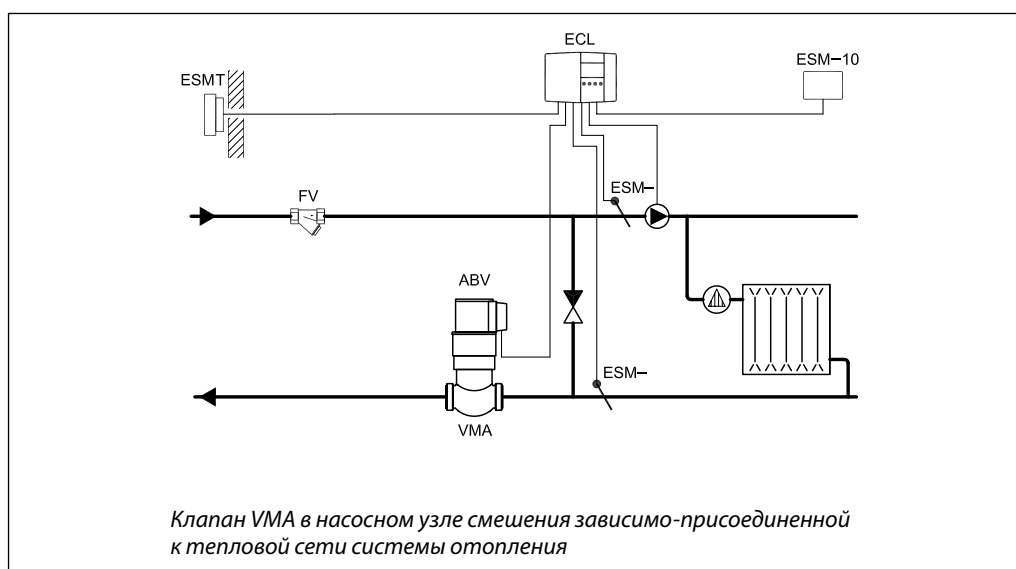 ECL
ESM–10
ESMT
ESM–
FV
ABV
ESM–
VMA
Клапан VMA в насосном узле смешения зависимо-присоединенной
к тепловой сети системы отопления